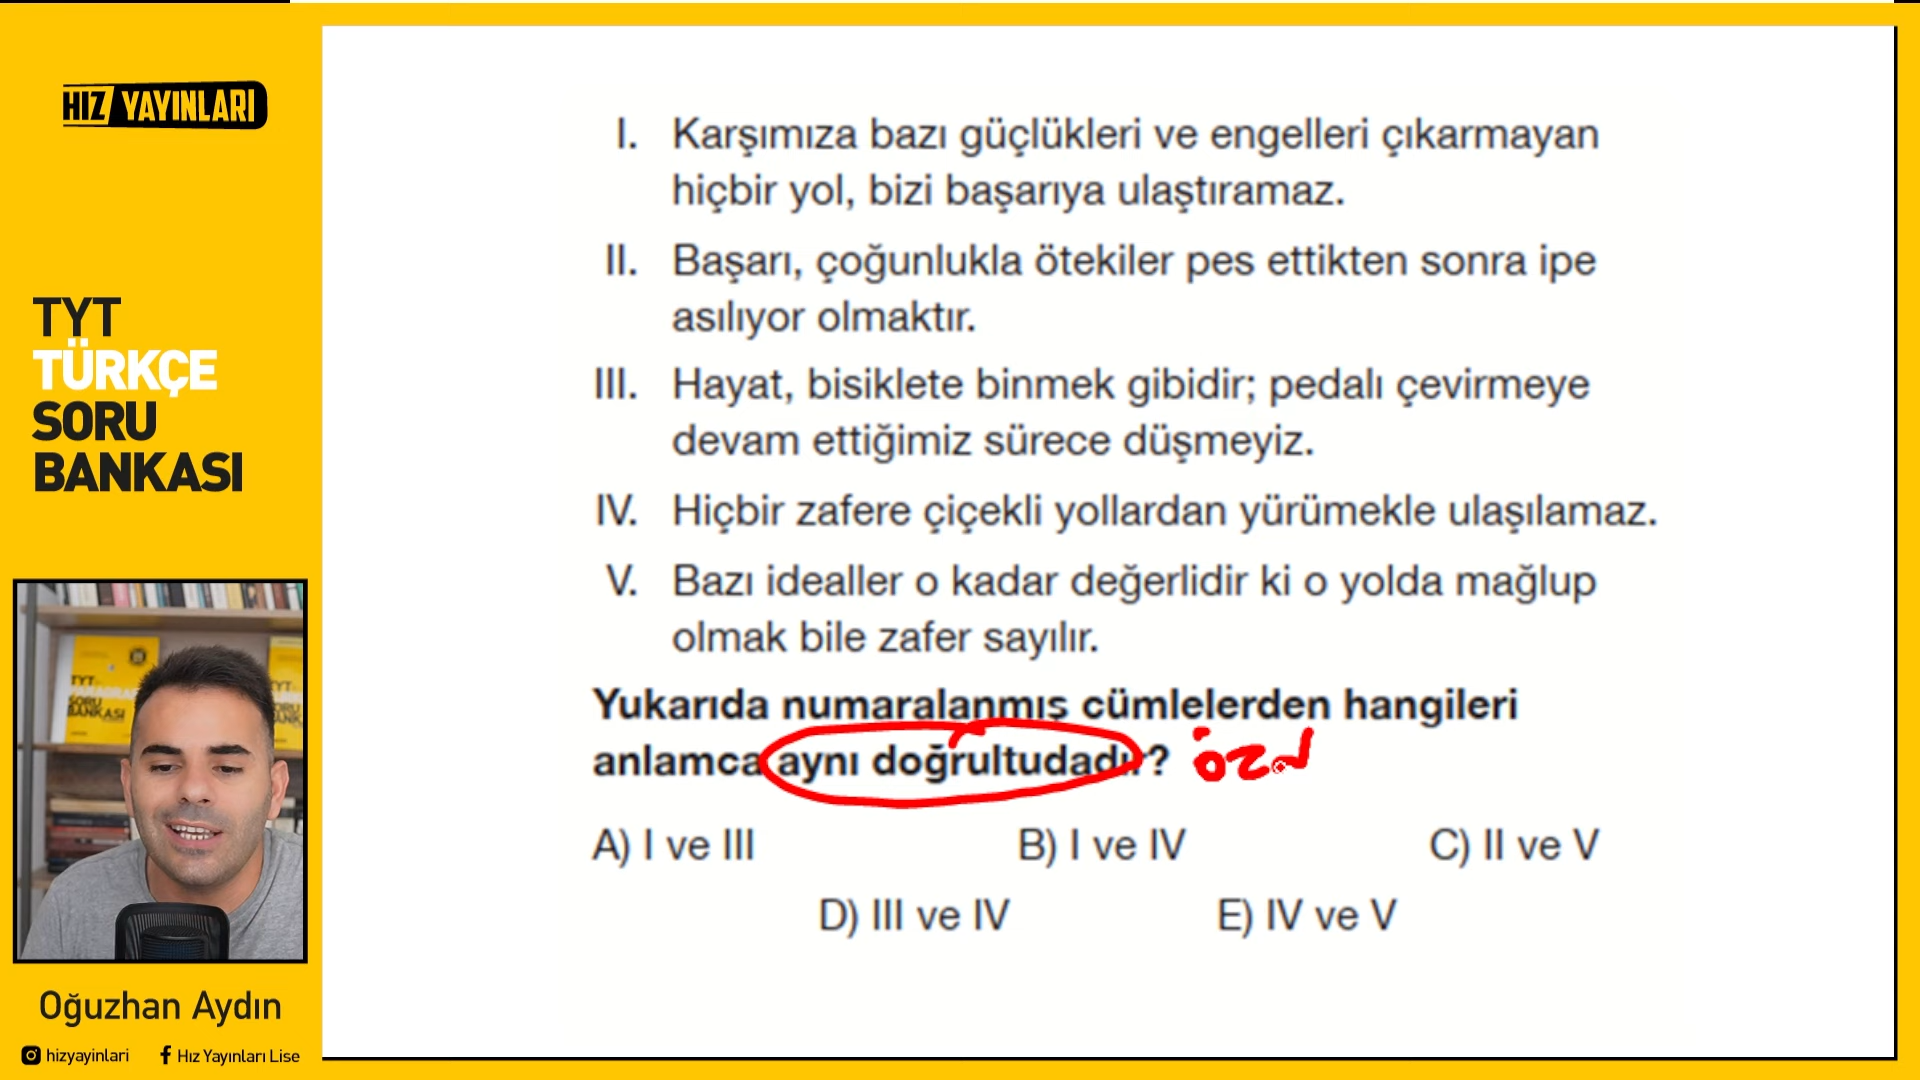 HIZ YAYINLARI
TYT
TÜRKÇE
SORU
BANKASI
Oğuzhan Aydın
hizyayinlari
Hız Yayınları Lise
I. Karşımıza bazı güçlükleri ve engelleri çıkarmayan
hiçbir yol, bizi başarıya ulaştıramaz.
II. Başarı, çoğunlukla ötekiler pes ettikten sonra ipe
asılıyor olmaktır.
III. Hayat, bisiklete binmek gibidir; pedalı çevirmeye
devam ettiğimiz sürece düşmeyiz.
IV. Hiçbir zafere çiçekli yollardan yürümekle ulaşılamaz.
V. Bazı idealler o kadar değerlidir ki o yolda mağlup
olmak bile zafer sayılır.
Yukarıda numaralanmış cümlelerden hangileri
anlamca aynı doğrultudadır?
A) I ve III B) I ve IV C) II ve V
D) III ve IV E) IV ve V